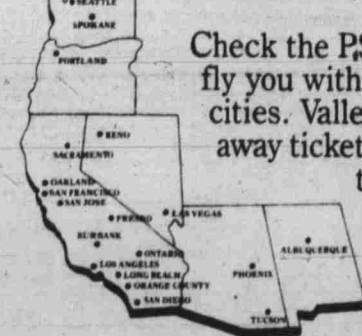 SEATTLE
SPOKANE
PORTLAND
Check the PS
fly you with
cities. Valle
away ticket
t
RENO
SACRAMENTO
OAKLAND
SAN FRANCISCO
SAN JOSE
FRESNO
LAS VEGAS
BURBANK
ONTARIO
LOS ANGELES
LONG BEACH
ORANGE COUNTY
SAN DIEGO
ALBUQUERQUE
PHOENIX
TUCSON